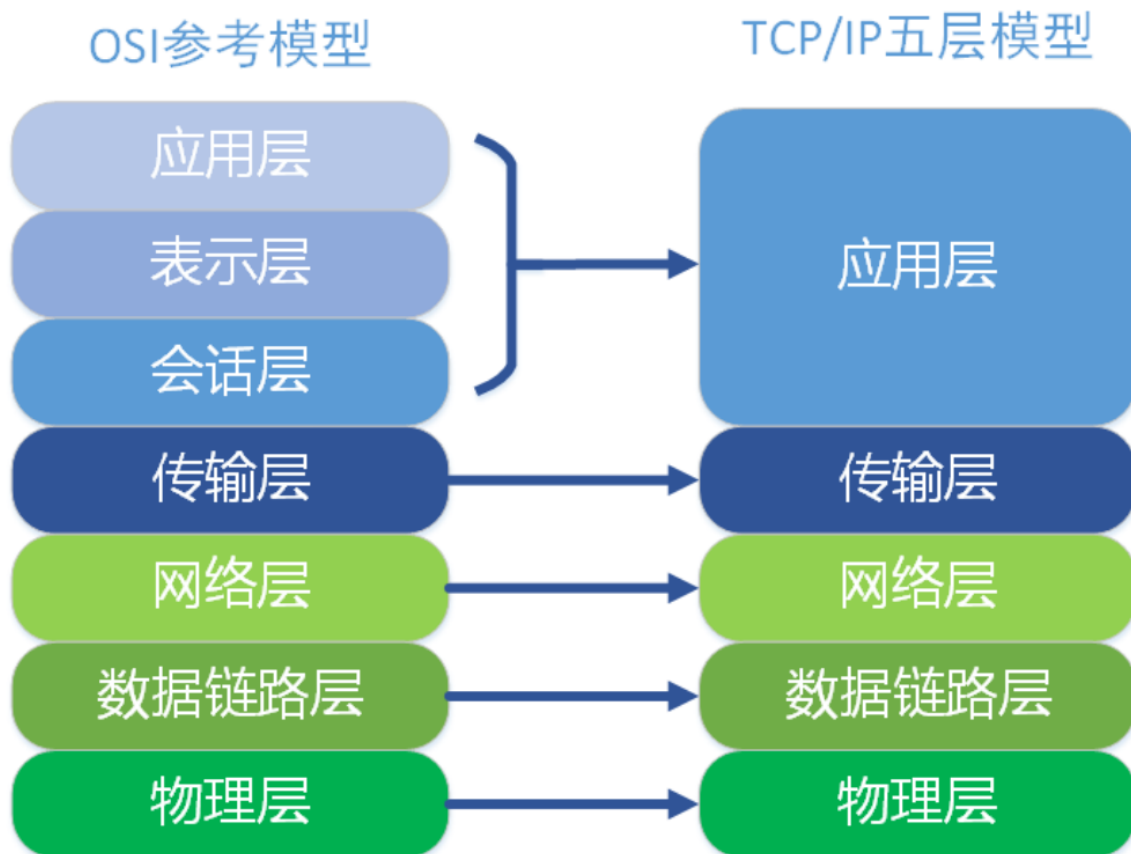 OSI参考模型
TCP/IP五层模型
应用层
表示层
会话层
传输层
网络层
数据链路层
物理层
应用层
传输层
网络层
数据链路层
物理层